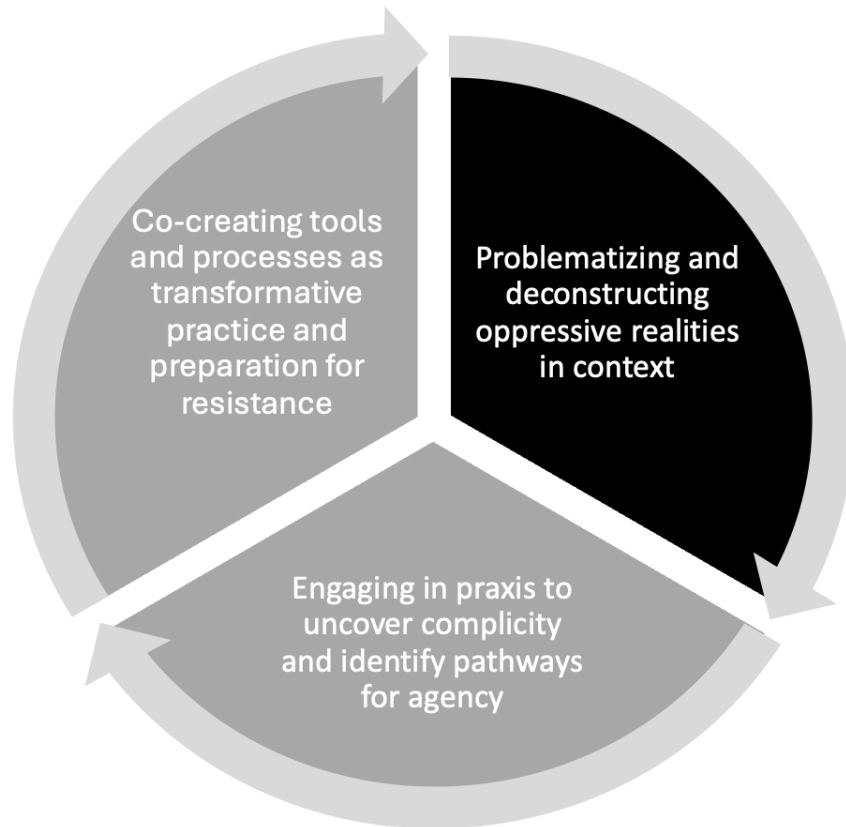 Co-creating tools
and processes as
transformative
practice and
preparation for
resistance
Problematizing and
deconstructing
oppressive realities
in context
Engaging in praxis to
uncover complicity
and identify pathways
for agency